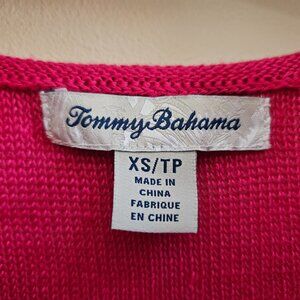 Tommy Bahama
XS/TP
MADE IN
CHINA
FABRIQUE
EN CHINE